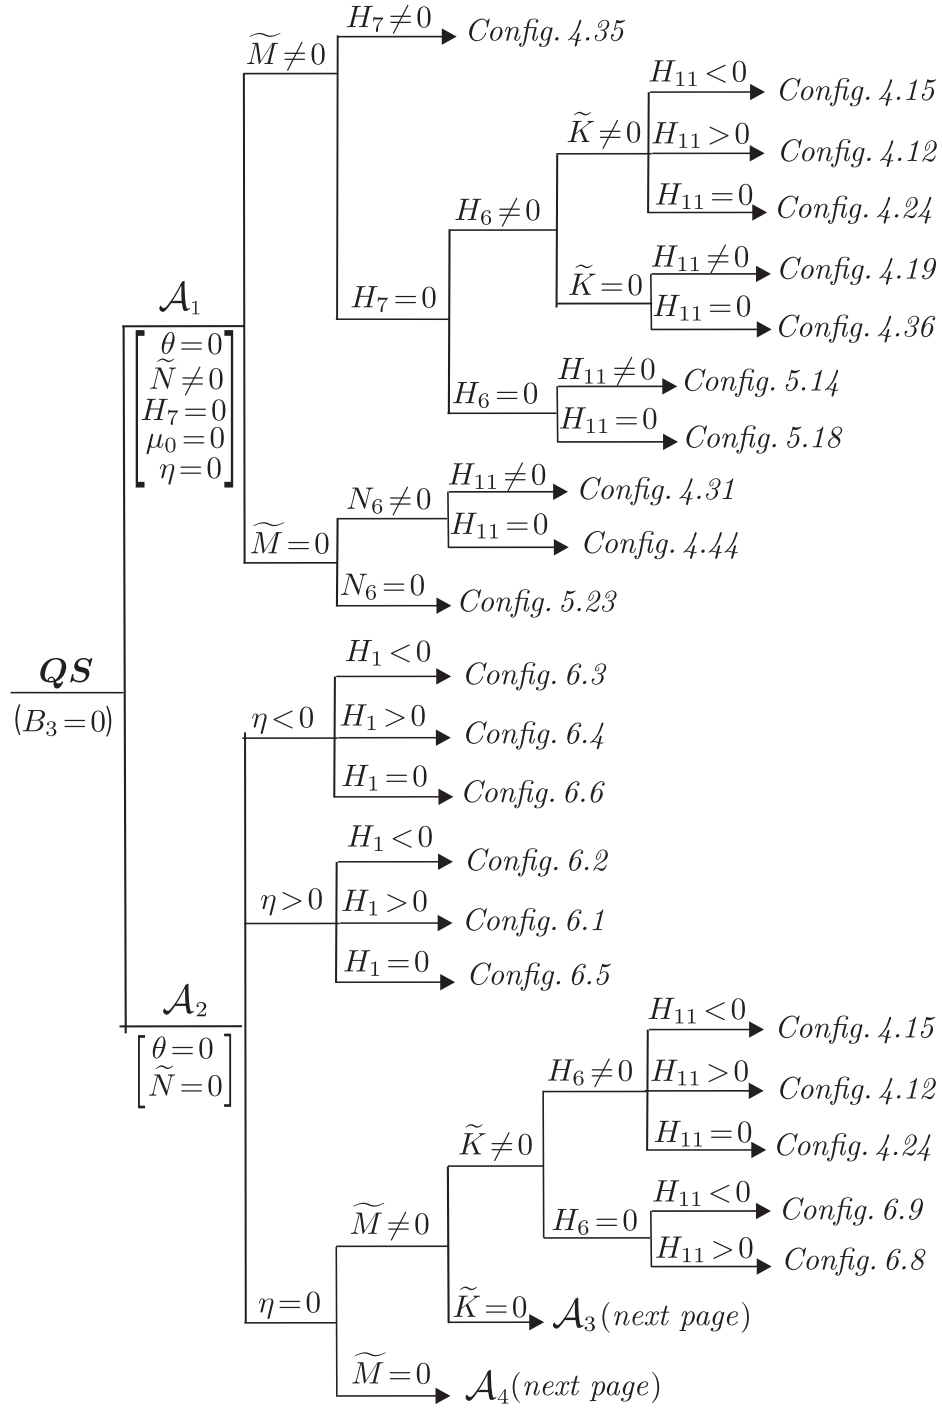 H₇≠0
Config. 4.35
M̃≠0
H₁₁<0
Config. 4.15
K̃≠0
H₁₁>0
Config. 4.12
H₁₁=0
Config. 4.24
H₆≠0
H₁₁≠0
Config. 4.19
K̃=0
H₁₁=0
Config. 4.36
H₇=0
𝒜₁
θ=0
Ñ≠0
H₇=0
μ₀=0
η=0
H₁₁≠0
Config. 5.14
H₆=0
H₁₁=0
Config. 5.18
H₁₁≠0
Config. 4.31
N₆≠0
H₁₁=0
Config. 4.44
M̃=0
N₆=0
Config. 5.23
QS
(B₃=0)
H₁<0
Config. 6.3
η<0
H₁>0
Config. 6.4
H₁=0
Config. 6.6
H₁<0
Config. 6.2
η>0
H₁>0
Config. 6.1
H₁=0
Config. 6.5
𝒜₂
θ=0
Ñ=0
H₁₁<0
Config. 4.15
H₆≠0
H₁₁>0
Config. 4.12
H₁₁=0
Config. 4.24
K̃≠0
H₁₁<0
Config. 6.9
H₆=0
H₁₁>0
Config. 6.8
M̃≠0
K̃=0
𝒜₃(next page)
η=0
M̃=0
𝒜₄(next page)